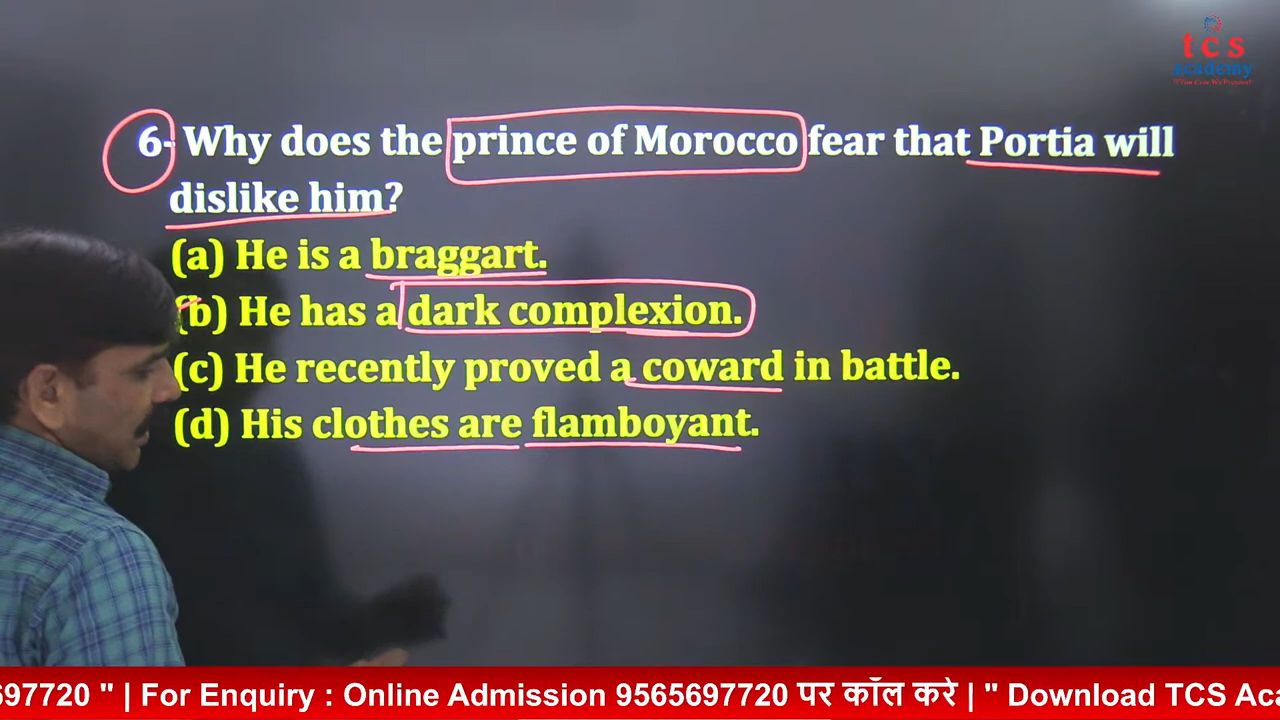 tcs
academy
6- Why does the prince of Morocco fear that Portia will
dislike him?
(a) He is a braggart.
(b) He has a dark complexion.
(c) He recently proved a coward in battle.
(d) His clothes are flamboyant.
697720 " | For Enquiry : Online Admission 9565697720 पर कॉल करे | " Download TCS Aca